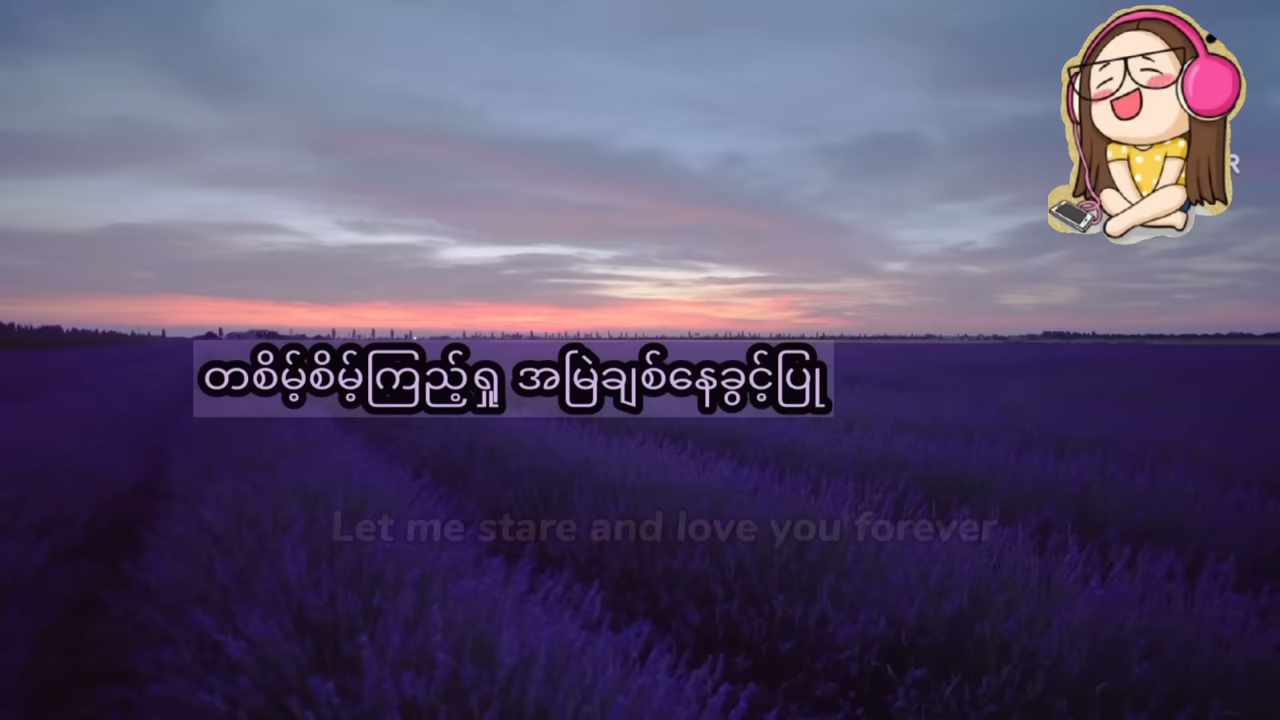 တစိမ့်စိမ့်ကြည့်ရှု အမြဲချစ်နေခွင့်ပြု
Let me stare and love you forever